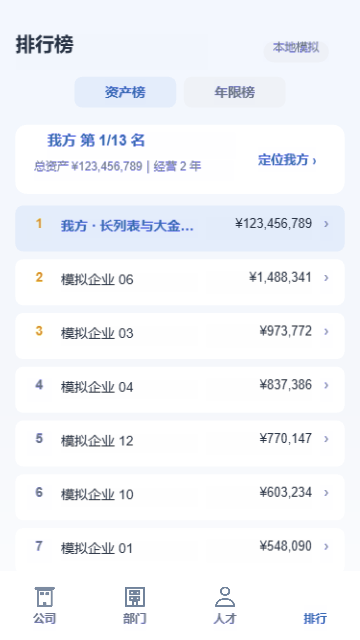 排行榜
本地模拟
资产榜 年限榜
我方 第 1/13 名
总资产 ¥123,456,789 | 经营 2 年
定位我方 ›
1 我方 · 长列表与大金... ¥123,456,789 ›
2 模拟企业 06 ¥1,488,341 ›
3 模拟企业 03 ¥973,772 ›
4 模拟企业 04 ¥837,386 ›
5 模拟企业 12 ¥770,147 ›
6 模拟企业 10 ¥603,234 ›
7 模拟企业 01 ¥548,090 ›
公司 部门 人才 排行